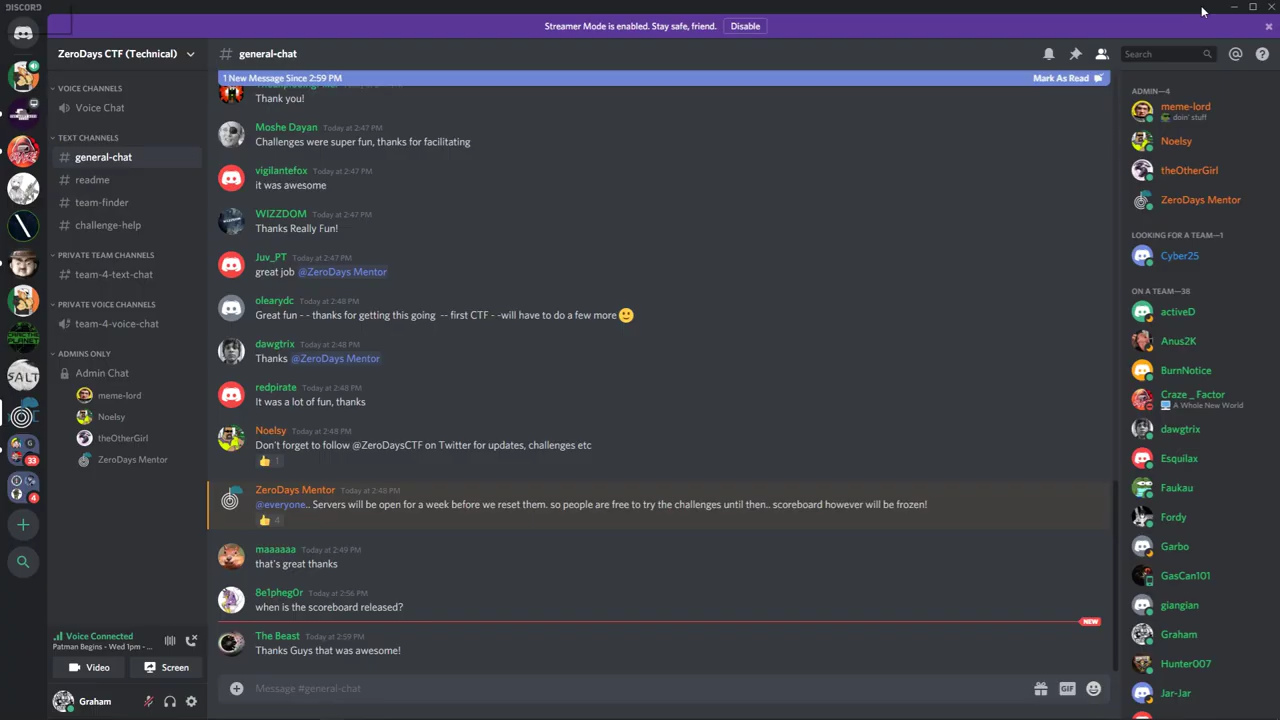 DISCORD
Streamer Mode is enabled. Stay safe, friend.
Disable
ZeroDays CTF (Technical)
VOICE CHANNELS
Voice Chat
TEXT CHANNELS
# general-chat
# readme
# team-finder
# challenge-help
PRIVATE TEAM CHANNELS
# team-4-text-chat
PRIVATE VOICE CHANNELS
team-4-voice-chat
ADMINS ONLY
Admin Chat
meme-lord
Noelsy
theOtherGirl
ZeroDays Mentor
SALT
33
4
Voice Connected
Patman Begins - Wed 1pm - ...
Video
Screen
Graham
# general-chat
Search
1 New Message Since 2:59 PM
Mark As Read
Thank you!
Moshe Dayan Today at 2:47 PM
Challenges were super fun, thanks for facilitating
vigilantefox Today at 2:47 PM
it was awesome
WIZZDOM Today at 2:47 PM
Thanks Really Fun!
Juv_PT Today at 2:47 PM
great job @ZeroDays Mentor
olearydc Today at 2:48 PM
Great fun - - thanks for getting this going -- first CTF - -will have to do a few more
dawgtrix Today at 2:48 PM
Thanks @ZeroDays Mentor
redpirate Today at 2:48 PM
It was a lot of fun, thanks
Noelsy Today at 2:48 PM
Don't forget to follow @ZeroDaysCTF on Twitter for updates, challenges etc
1
ZeroDays Mentor Today at 2:48 PM
@everyone.. Servers will be open for a week before we reset them. so people are free to try the challenges until then.. scoreboard however will be frozen!
4
maaaaaa Today at 2:49 PM
that's great thanks
8e1pheg0r Today at 2:56 PM
when is the scoreboard released?
NEW
The Beast Today at 2:59 PM
Thanks Guys that was awesome!
Message #general-chat
GIF
ADMIN—4
meme-lord
doin' stuff
Noelsy
theOtherGirl
ZeroDays Mentor
LOOKING FOR A TEAM—1
Cyber25
ON A TEAM—38
activeD
Anus2K
BurnNotice
Craze _ Factor
A Whole New World
dawgtrix
Esquilax
Faukau
Fordy
Garbo
GasCan101
giangian
Graham
Hunter007
Jar-Jar